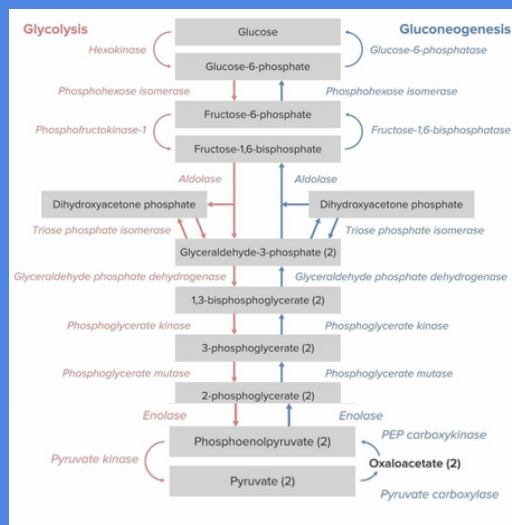 Glycolysis
Gluconeogenesis
Glucose
Hexokinase
Glucose-6-phosphatase
Glucose-6-phosphate
Phosphohexose isomerase
Phosphohexose isomerase
Fructose-6-phosphate
Phosphofructokinase-1
Fructose-1,6-bisphosphatase
Fructose-1,6-bisphosphate
Aldolase
Aldolase
Dihydroxyacetone phosphate
Dihydroxyacetone phosphate
Triose phosphate isomerase
Triose phosphate isomerase
Glyceraldehyde-3-phosphate (2)
Glyceraldehyde phosphate dehydrogenase
Glyceraldehyde phosphate dehydrogenase
1,3-bisphosphoglycerate (2)
Phosphoglycerate kinase
Phosphoglycerate kinase
3-phosphoglycerate (2)
Phosphoglycerate mutase
Phosphoglycerate mutase
2-phosphoglycerate (2)
Enolase
Enolase
Phosphoenolpyruvate (2)
PEP carboxykinase
Pyruvate kinase
Oxaloacetate (2)
Pyruvate (2)
Pyruvate carboxylase